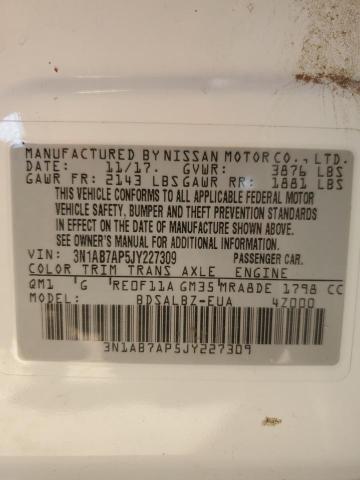 MANUFACTURED BY NISSAN MOTOR CO., LTD.
DATE: 11/17. GVWR: 3876 LBS
GAWR FR: 2143 LBS GAWR RR: 1881 LBS
THIS VEHICLE CONFORMS TO ALL APPLICABLE FEDERAL MOTOR
VEHICLE SAFETY, BUMPER AND THEFT PREVENTION STANDARDS
IN EFFECT ON THE DATE OF MANUFACTURE SHOWN ABOVE.
SEE OWNER'S MANUAL OR TIRE PLACARD FOR ADDITIONAL INFORMATION.
VIN: 3N1AB7AP5JY227309 PASSENGER CAR.
COLOR TRIM TRANS AXLE ENGINE
QM1 G RE0F11A GM35 MRA8DE 1798 CC
MODEL: BDSALBZ-EUA 47000
3N1AB7AP5JY227309